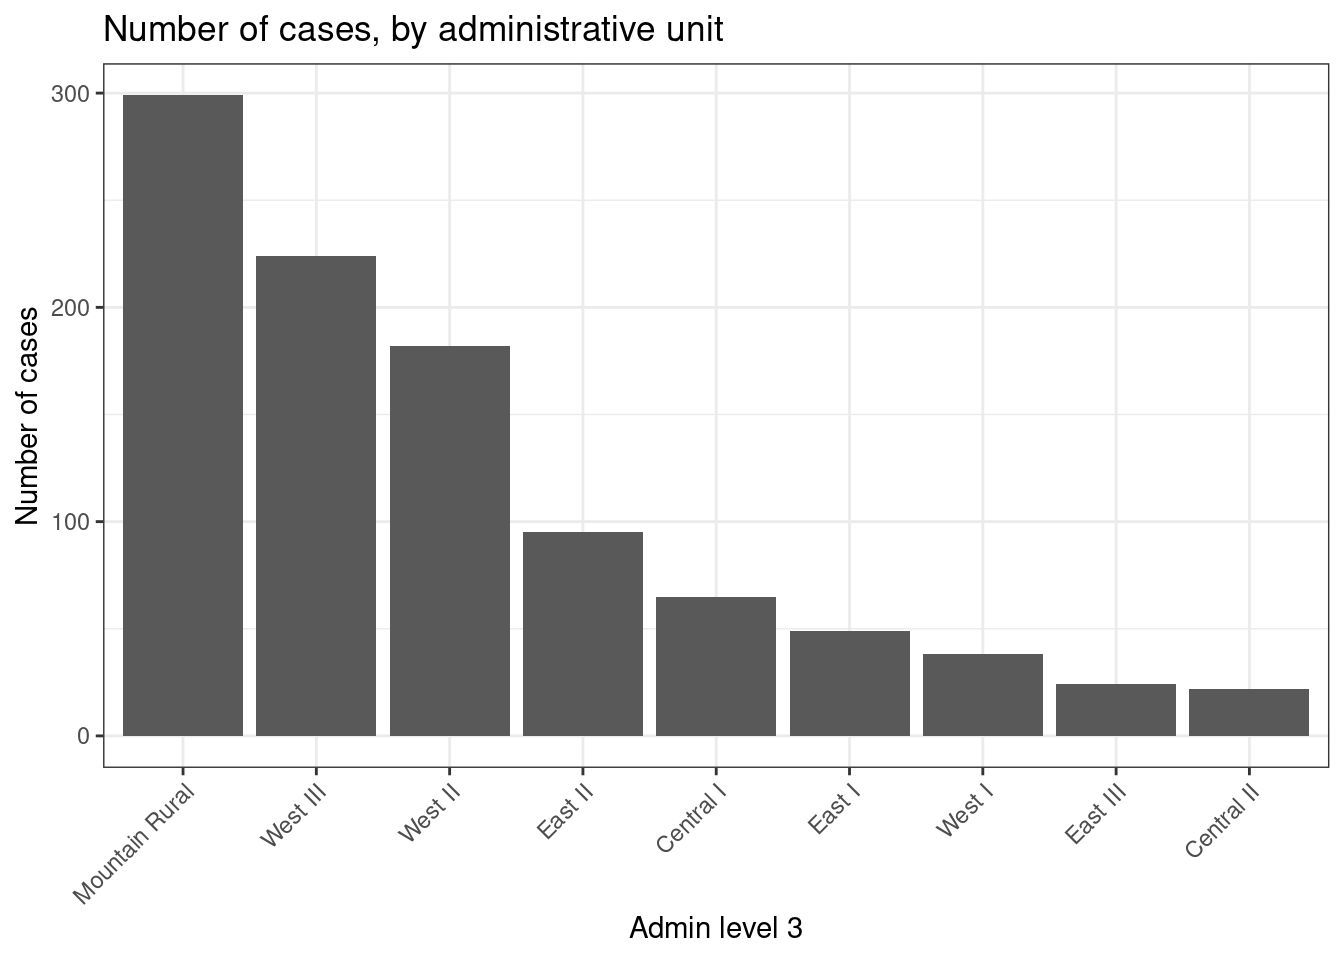 Number of cases, by administrative unit
Number of cases
300
200
100
0
Mountain Rural
West III
West II
East II
Central I
East I
West I
East III
Central II
Admin level 3